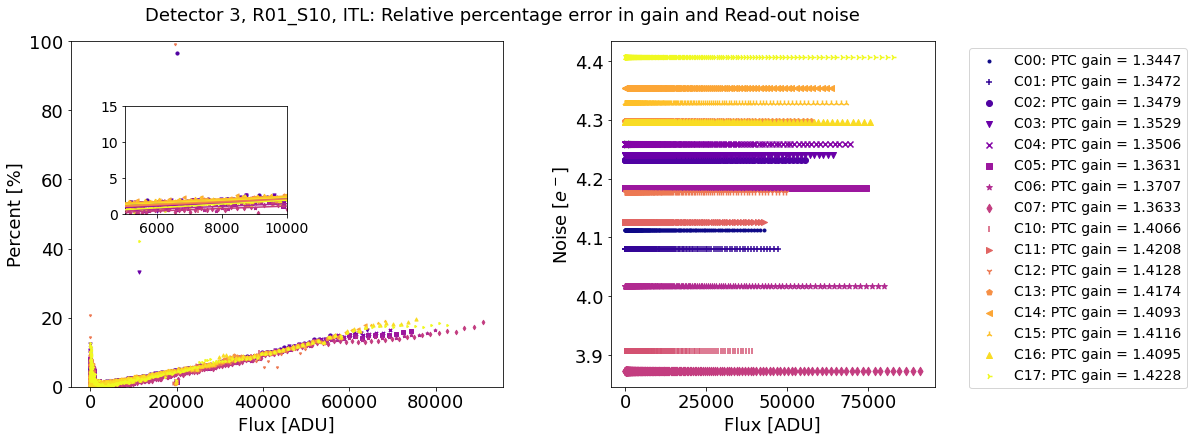 Detector 3, R01_S10, ITL: Relative percentage error in gain and Read-out noise
100
80
60
40
20
0
Percent [%]
15
10
5
0
6000 8000 10000
0 20000 40000 60000 80000
Flux [ADU]
4.4
4.3
4.2
4.1
4.0
3.9
Noise [e⁻]
0 25000 50000 75000
Flux [ADU]
C00: PTC gain = 1.3447
C01: PTC gain = 1.3472
C02: PTC gain = 1.3479
C03: PTC gain = 1.3529
C04: PTC gain = 1.3506
C05: PTC gain = 1.3631
C06: PTC gain = 1.3707
C07: PTC gain = 1.3633
C10: PTC gain = 1.4066
C11: PTC gain = 1.4208
C12: PTC gain = 1.4128
C13: PTC gain = 1.4174
C14: PTC gain = 1.4093
C15: PTC gain = 1.4116
C16: PTC gain = 1.4095
C17: PTC gain = 1.4228